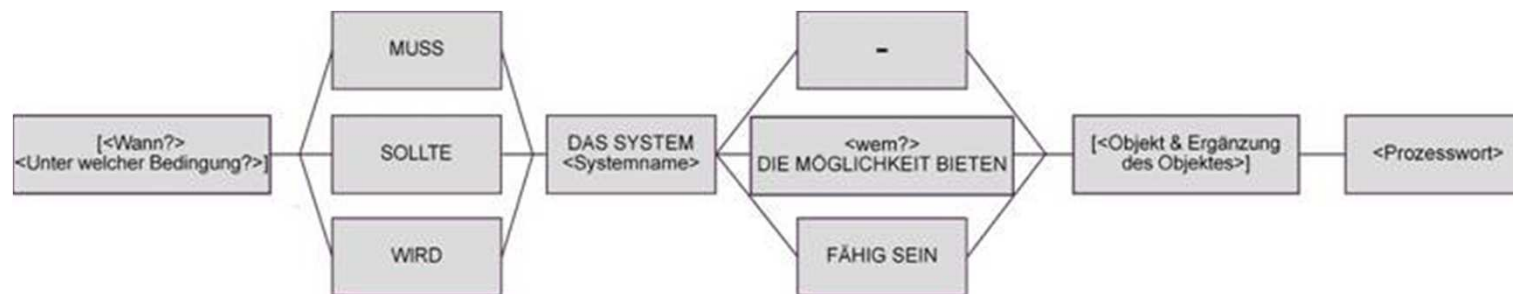 [<Wann?>
<Unter welcher Bedingung?>]
MUSS
SOLLTE
WIRD
DAS SYSTEM
<Systemname>
-
<wem?>
DIE MÖGLICHKEIT BIETEN
FÄHIG SEIN
[<Objekt & Ergänzung
des Objektes>]
<Prozesswort>